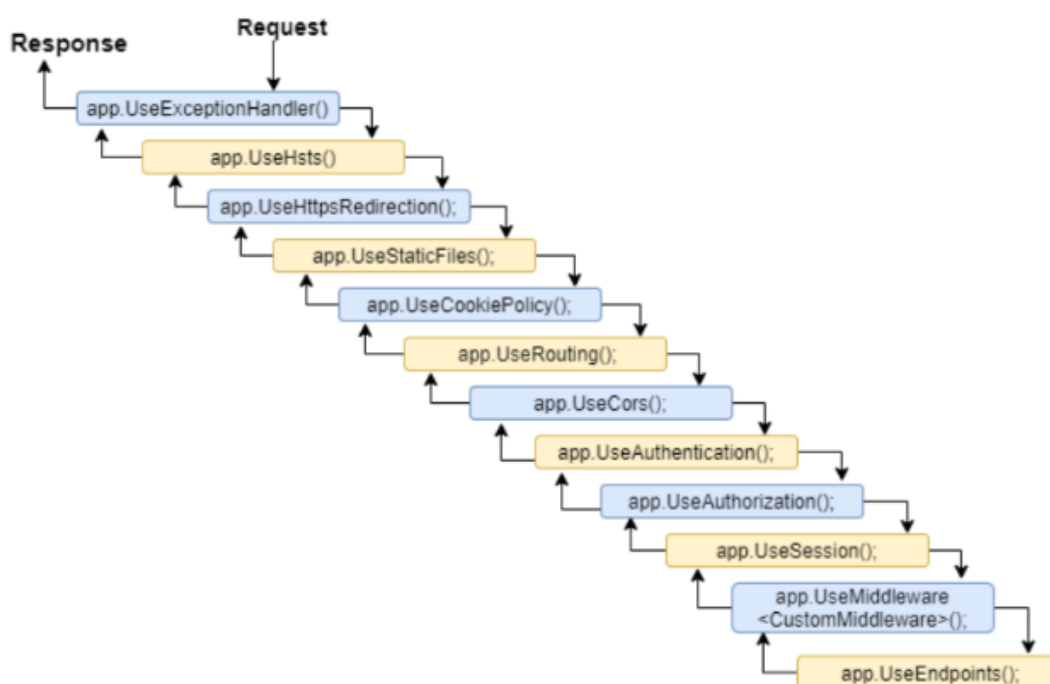 Request
Response
app.UseExceptionHandler()
app.UseHsts()
app.UseHttpsRedirection();
app.UseStaticFiles();
app.UseCookiePolicy();
app.UseRouting();
app.UseCors();
app.UseAuthentication();
app.UseAuthorization();
app.UseSession();
app.UseMiddleware
<CustomMiddleware>();
app.UseEndpoints();